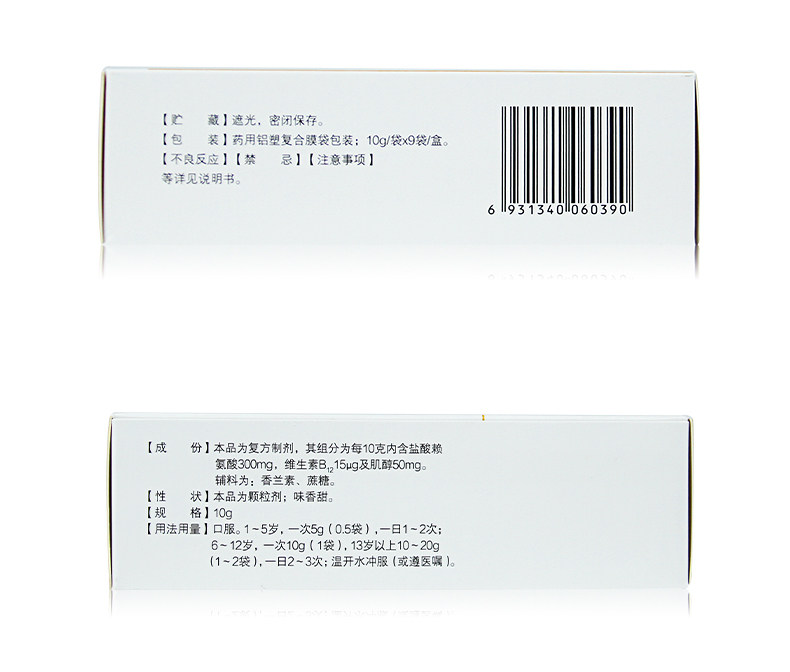 【贮　　藏】遮光，密闭保存。
【包　　装】药用铝塑复合膜袋包装；10g/袋x9袋/盒。
【不良反应】【禁　　忌】【注意事项】
等详见说明书。
6 931340 060390
【成　　份】本品为复方制剂，其组分为每10克内含盐酸赖
氨酸300mg，维生素B₁₂15μg及肌醇50mg。
辅料为：香兰素、蔗糖。
【性　　状】本品为颗粒剂；味香甜。
【规　　格】10g
【用法用量】口服。1～5岁，一次5g（0.5袋），一日1～2次；
6～12岁，一次10g（1袋），13岁以上10～20g
（1～2袋），一日2～3次；温开水冲服（或遵医嘱）。